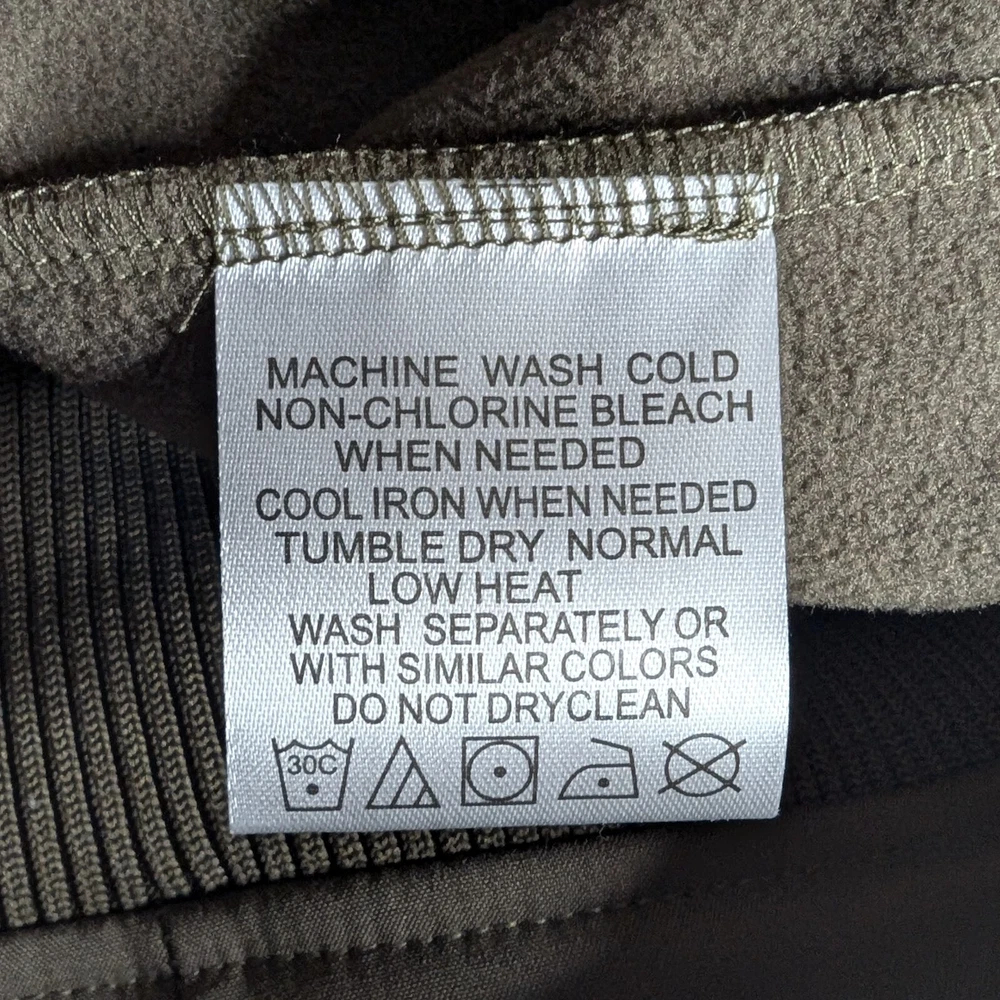 MACHINE WASH COLD
NON-CHLORINE BLEACH
WHEN NEEDED
COOL IRON WHEN NEEDED
TUMBLE DRY NORMAL
LOW HEAT
WASH SEPARATELY OR
WITH SIMILAR COLORS
DO NOT DRYCLEAN
30C